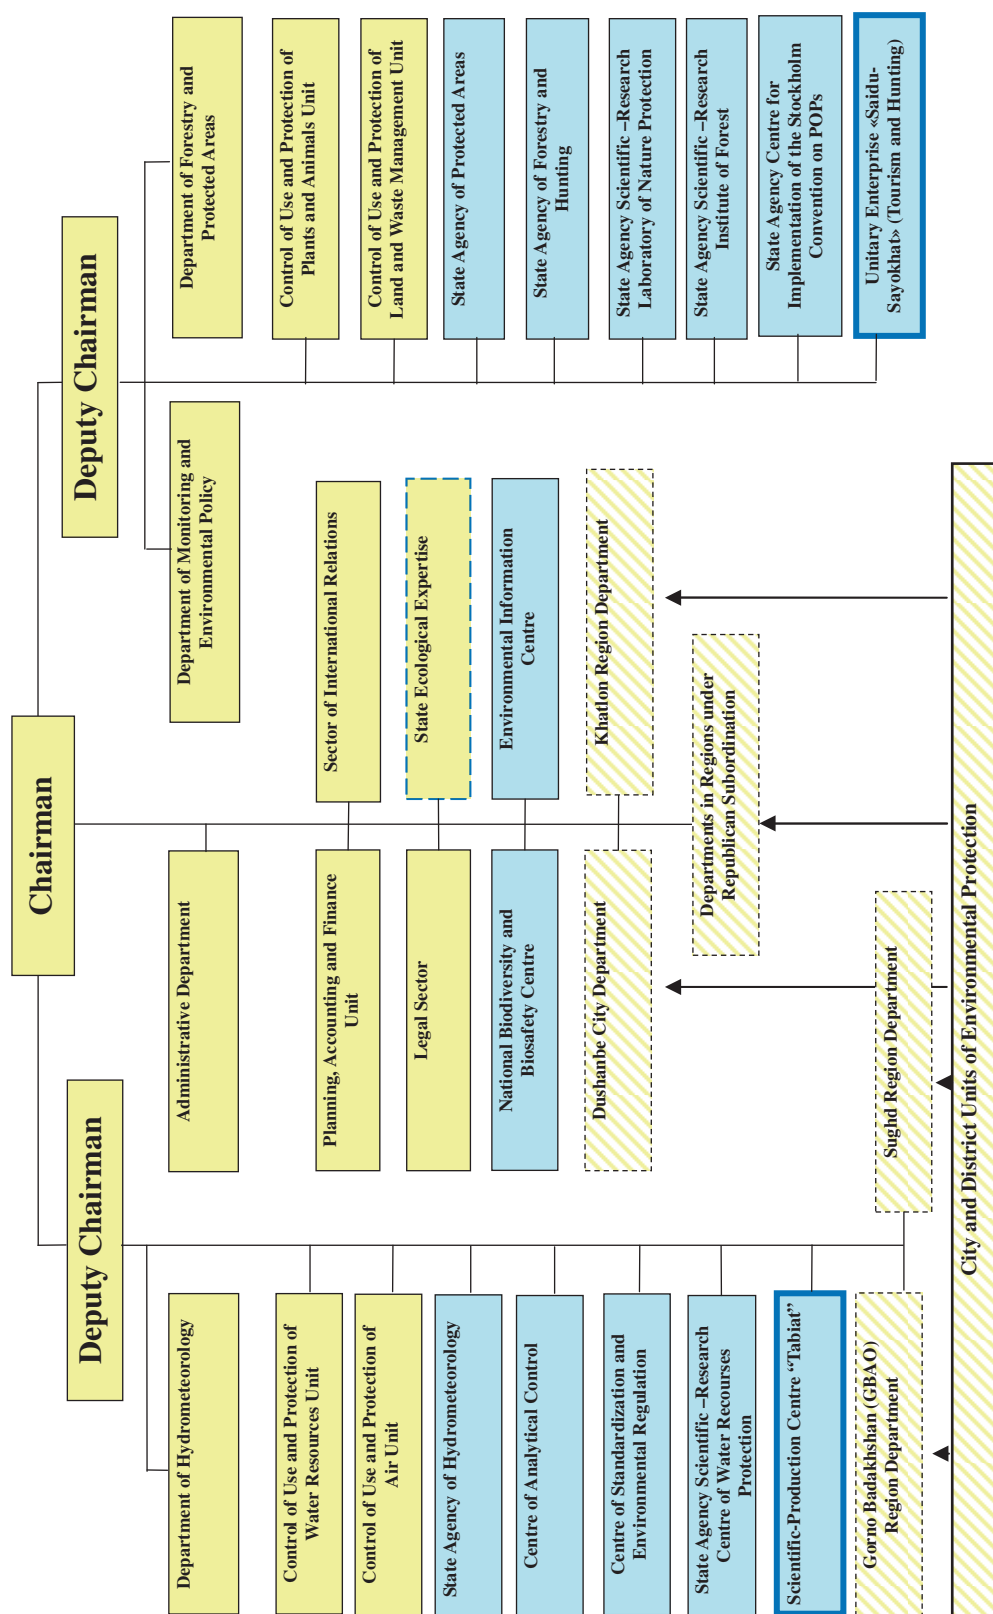 Chairman
Deputy Chairman
Deputy Chairman
Department of Hydrometeorology
Administrative Department
Department of Monitoring and
Environmental Policy
Department of Forestry and
Protected Areas
Control of Use and Protection of
Water Resources Unit
Control of Use and Protection of
Air Unit
State Agency of Hydrometeorology
Centre of Analytical Control
Centre of Standardization and
Environmental Regulation
State Agency Scientific –Research
Centre of Water Recourses
Protection
Scientific-Production Centre “Tabiat”
Gorno Badakhshan (GBAO)
Region Department
Sughd Region Department
Planning, Accounting and Finance
Unit
Sector of International Relations
Legal Sector
State Ecological Expertise
National Biodiversity and
Biosafety Centre
Environmental Information
Centre
Dushanbe City Department
Khatlon Region Department
Departments in Regions under
Republican Subordination
Control of Use and Protection of
Plants and Animals Unit
Control of Use and Protection of
Land and Waste Management Unit
State Agency of Protected Areas
State Agency of Forestry and
Hunting
State Agency Scientific –Research
Laboratory of Nature Protection
State Agency Scientific –Research
Institute of Forest
State Agency Centre for
Implementation of the Stockholm
Convention on POPs
Unitary Enterprise «Saidu-
Sayokhat» (Tourism and Hunting)
City and District Units of Environmental Protection